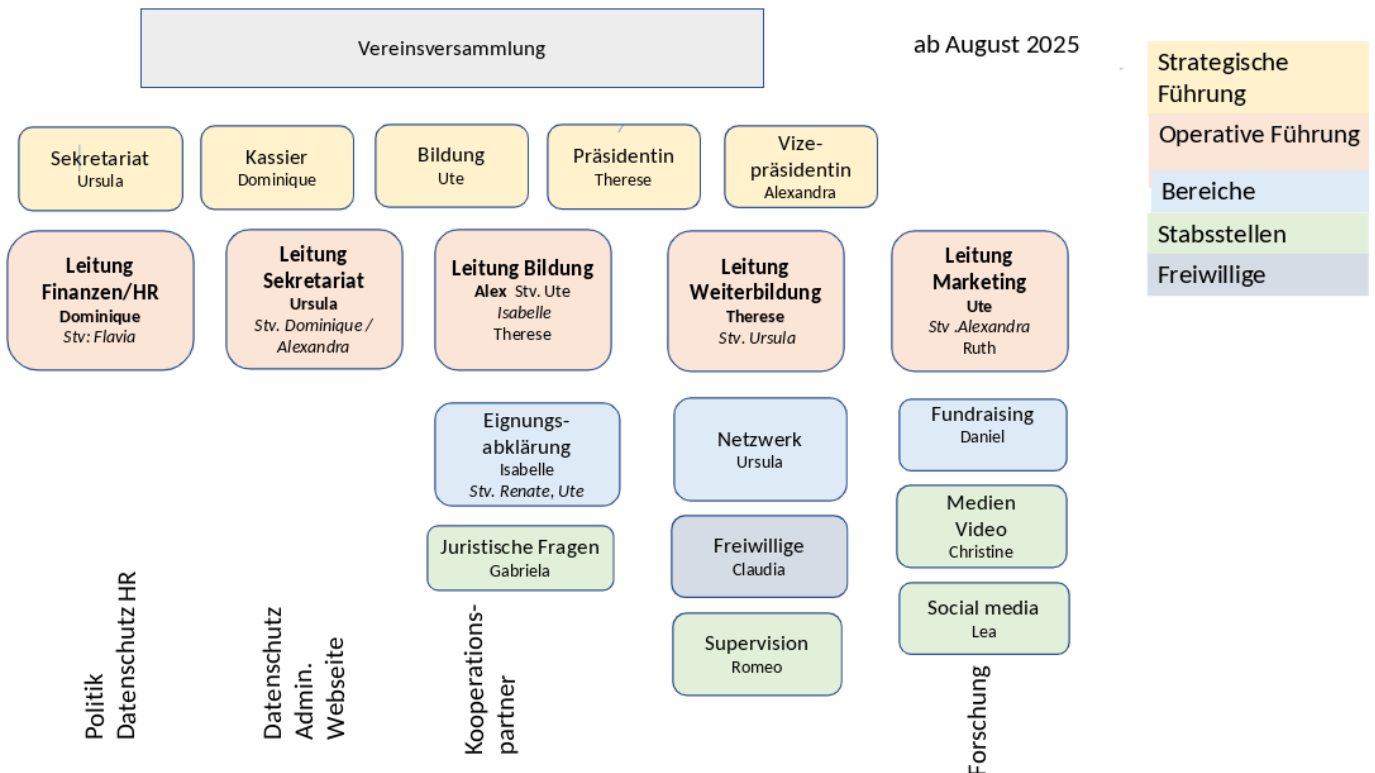 Vereinsversammlung
ab August 2025
Strategische
Führung
Operative Führung
Bereiche
Stabsstellen
Freiwillige
Sekretariat
Ursula
Kassier
Dominique
Bildung
Ute
Präsidentin
Therese
Vize-
präsidentin
Alexandra
Leitung
Finanzen/HR
Dominique
Stv: Flavia
Leitung
Sekretariat
Ursula
Stv. Dominique /
Alexandra
Leitung Bildung
Alex Stv. Ute
Isabelle
Therese
Leitung
Weiterbildung
Therese
Stv. Ursula
Leitung
Marketing
Ute
Stv .Alexandra
Ruth
Eignungs-
abklärung
Isabelle
Stv. Renate, Ute
Juristische Fragen
Gabriela
Netzwerk
Ursula
Freiwillige
Claudia
Supervision
Romeo
Fundraising
Daniel
Medien
Video
Christine
Social media
Lea
Politik
Datenschutz HR
Datenschutz
Admin.
Webseite
Kooperations-
partner
Forschung